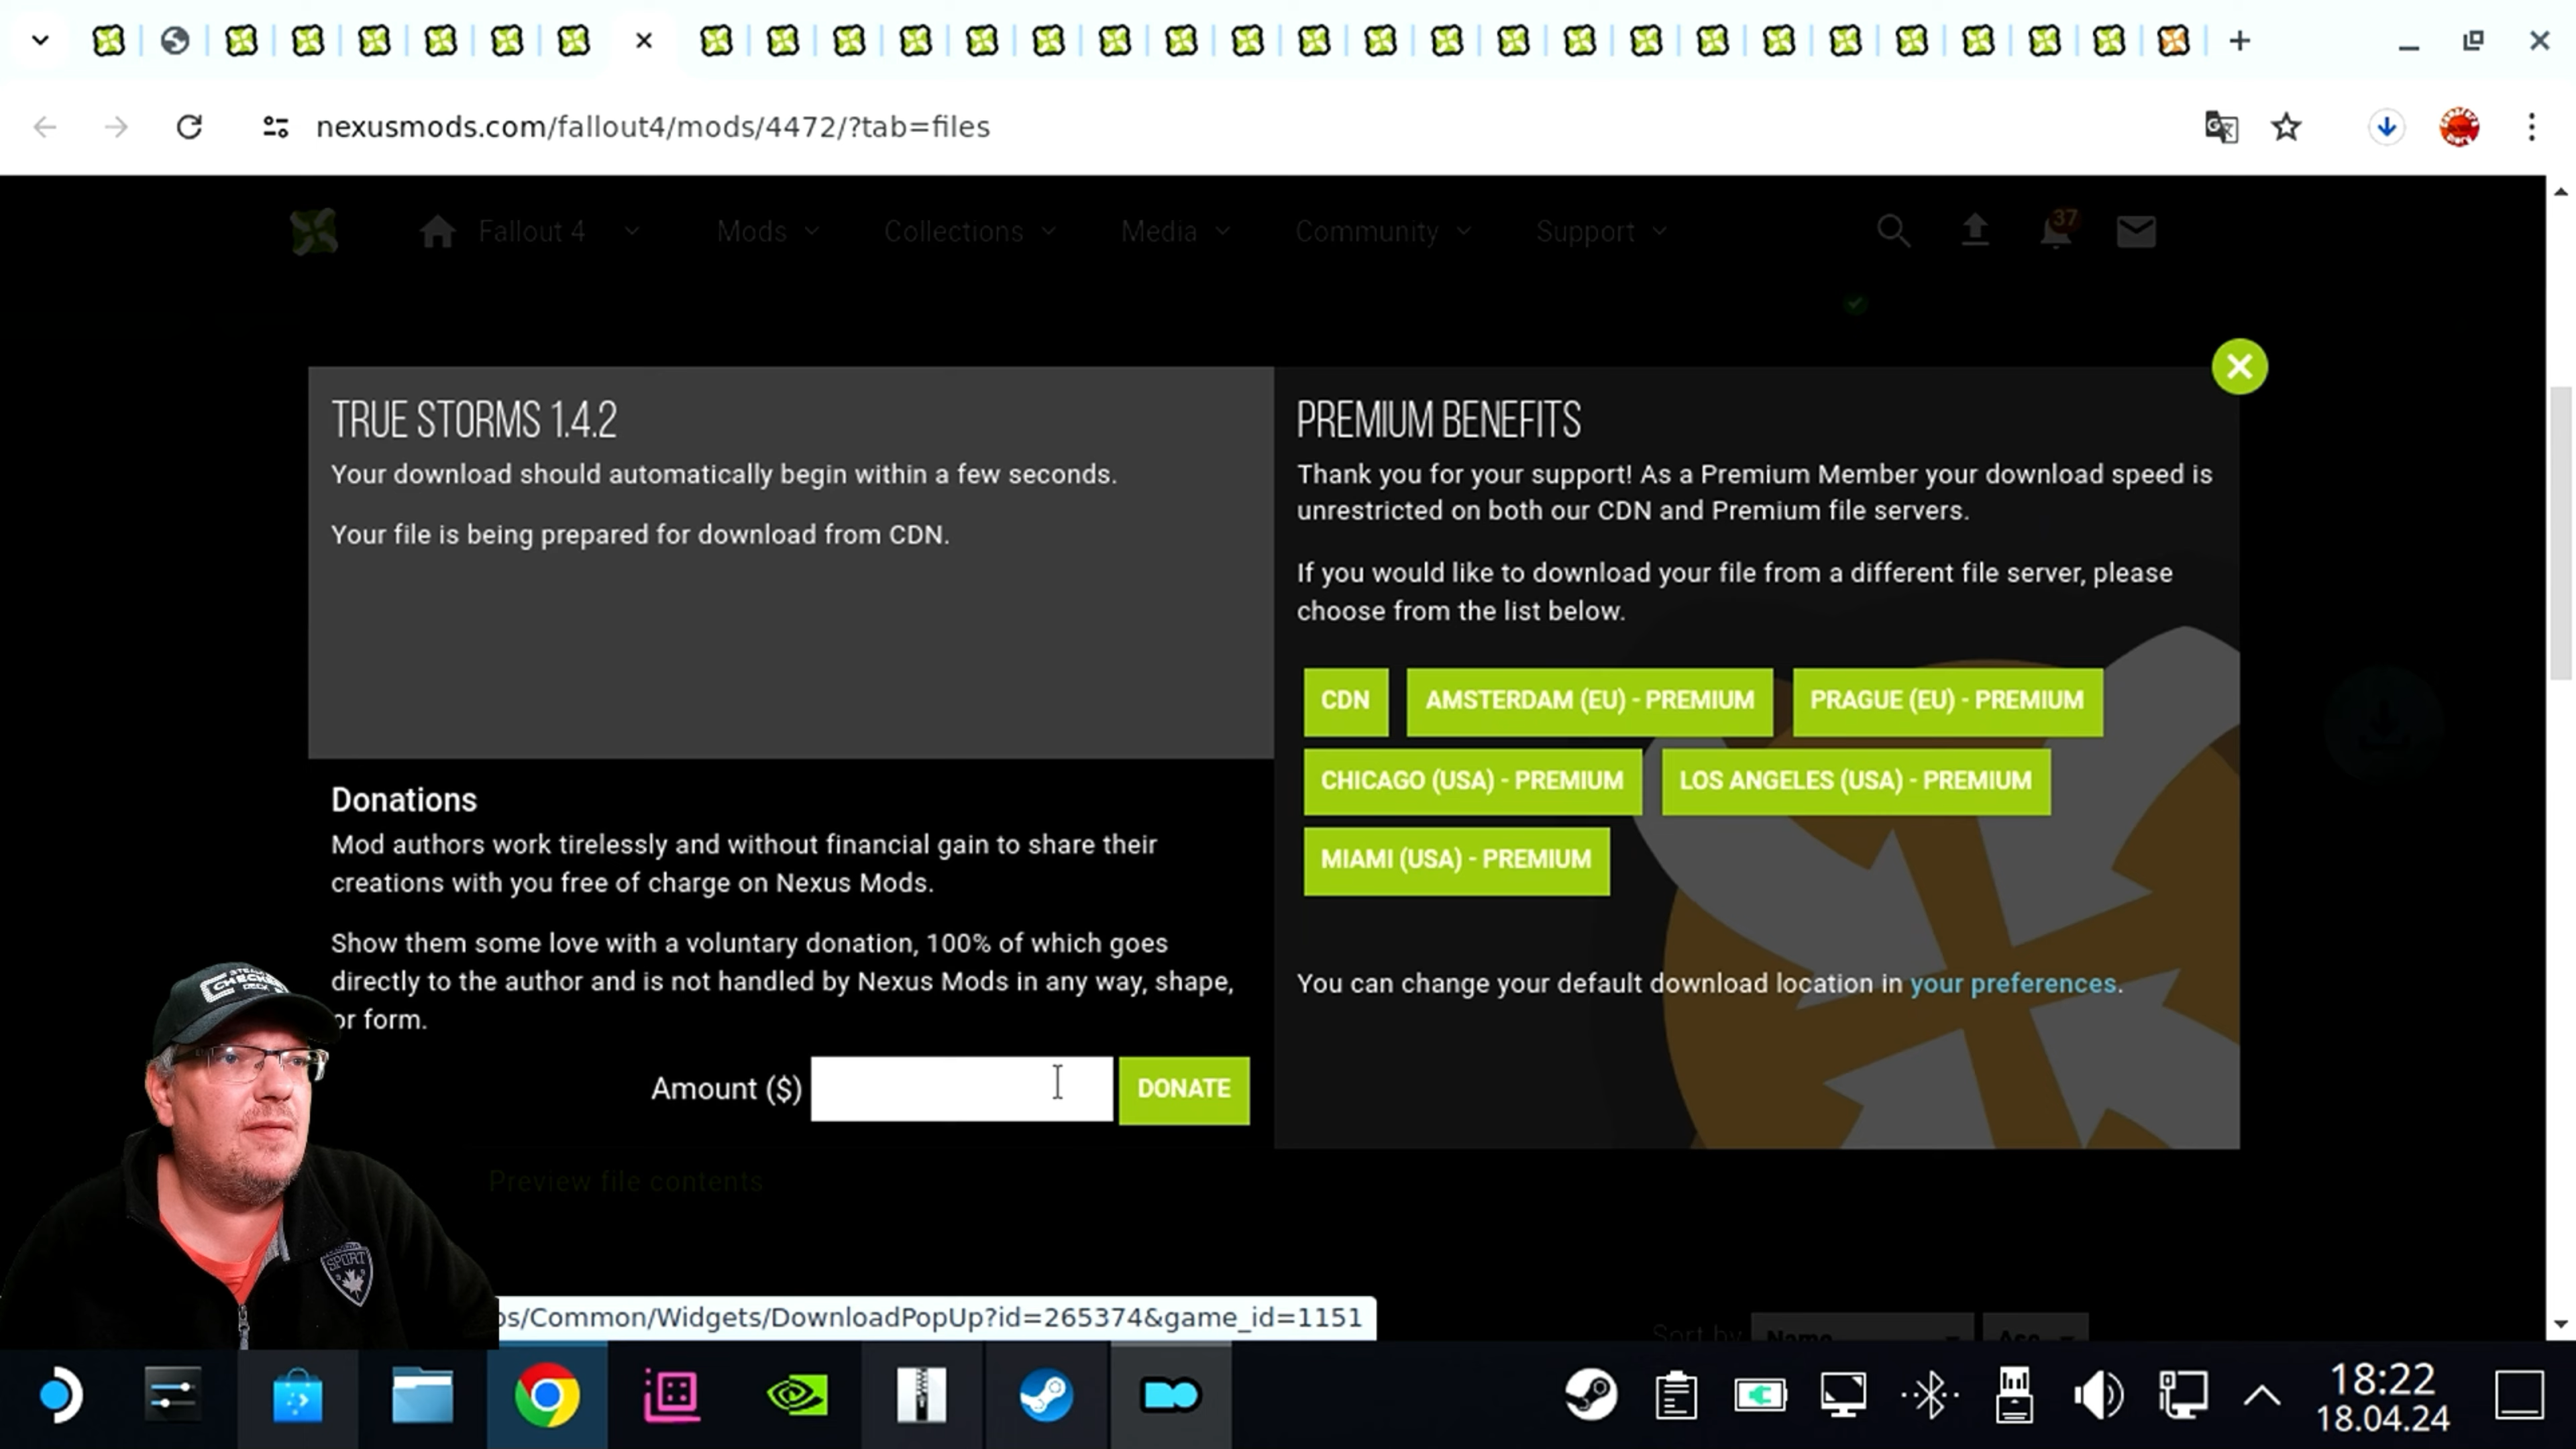 nexusmods.com/fallout4/mods/4472/?tab=files
Fallout 4 Mods Collections Media Community Support 37
TRUE STORMS 1.4.2
Your download should automatically begin within a few seconds.
Your file is being prepared for download from CDN.
PREMIUM BENEFITS
Thank you for your support! As a Premium Member your download speed is
unrestricted on both our CDN and Premium file servers.
If you would like to download your file from a different file server, please
choose from the list below.
CDN AMSTERDAM (EU) - PREMIUM PRAGUE (EU) - PREMIUM
CHICAGO (USA) - PREMIUM LOS ANGELES (USA) - PREMIUM
MIAMI (USA) - PREMIUM
You can change your default download location in your preferences.
Donations
Mod authors work tirelessly and without financial gain to share their
creations with you free of charge on Nexus Mods.
Show them some love with a voluntary donation, 100% of which goes
directly to the author and is not handled by Nexus Mods in any way, shape,
or form.
Amount ($) DONATE
Preview file contents
SPORT
os/Common/Widgets/DownloadPopUp?id=265374&game_id=1151
Sort by Name Asc
18:22
18.04.24